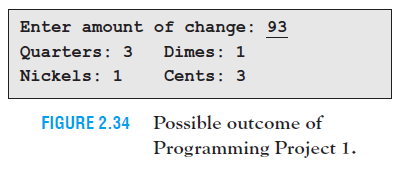 Enter amount of change: 93
Quarters: 3 Dimes: 1
Nickels: 1 Cents: 3
FIGURE 2.34 Possible outcome of
Programming Project 1.